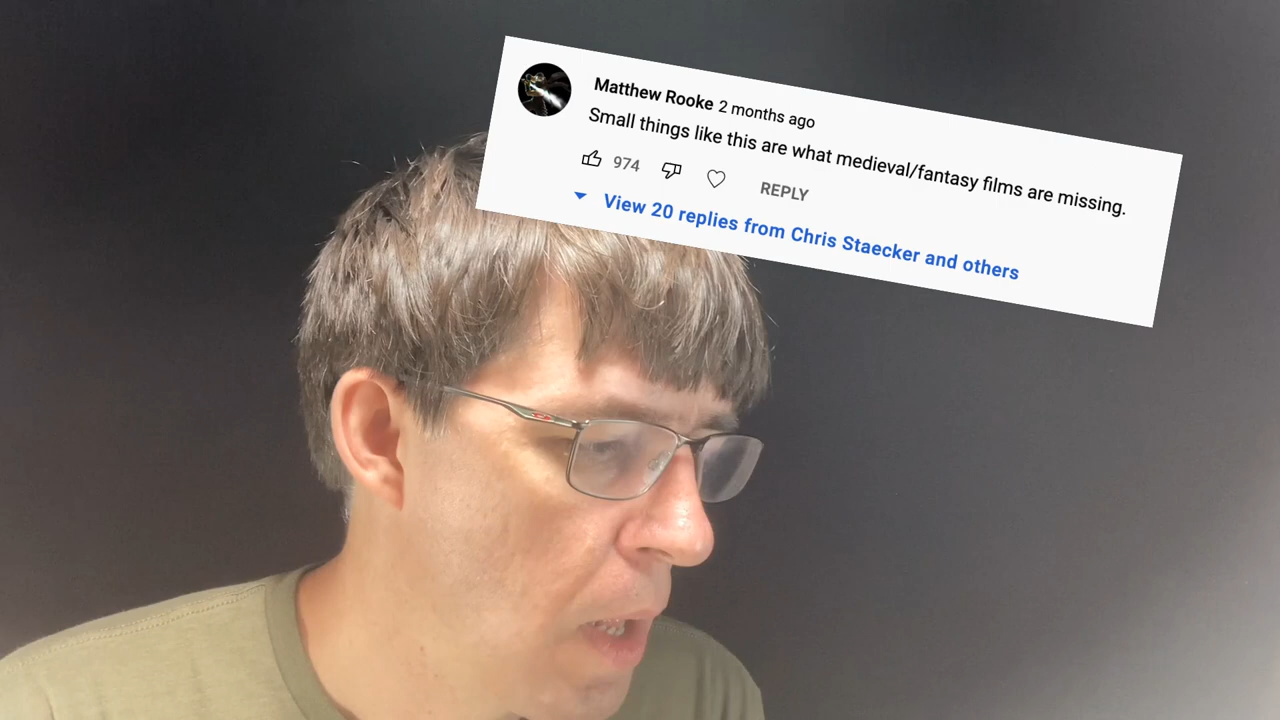 Matthew Rooke 2 months ago
Small things like this are what medieval/fantasy films are missing.
974 REPLY
View 20 replies from Chris Staecker and others